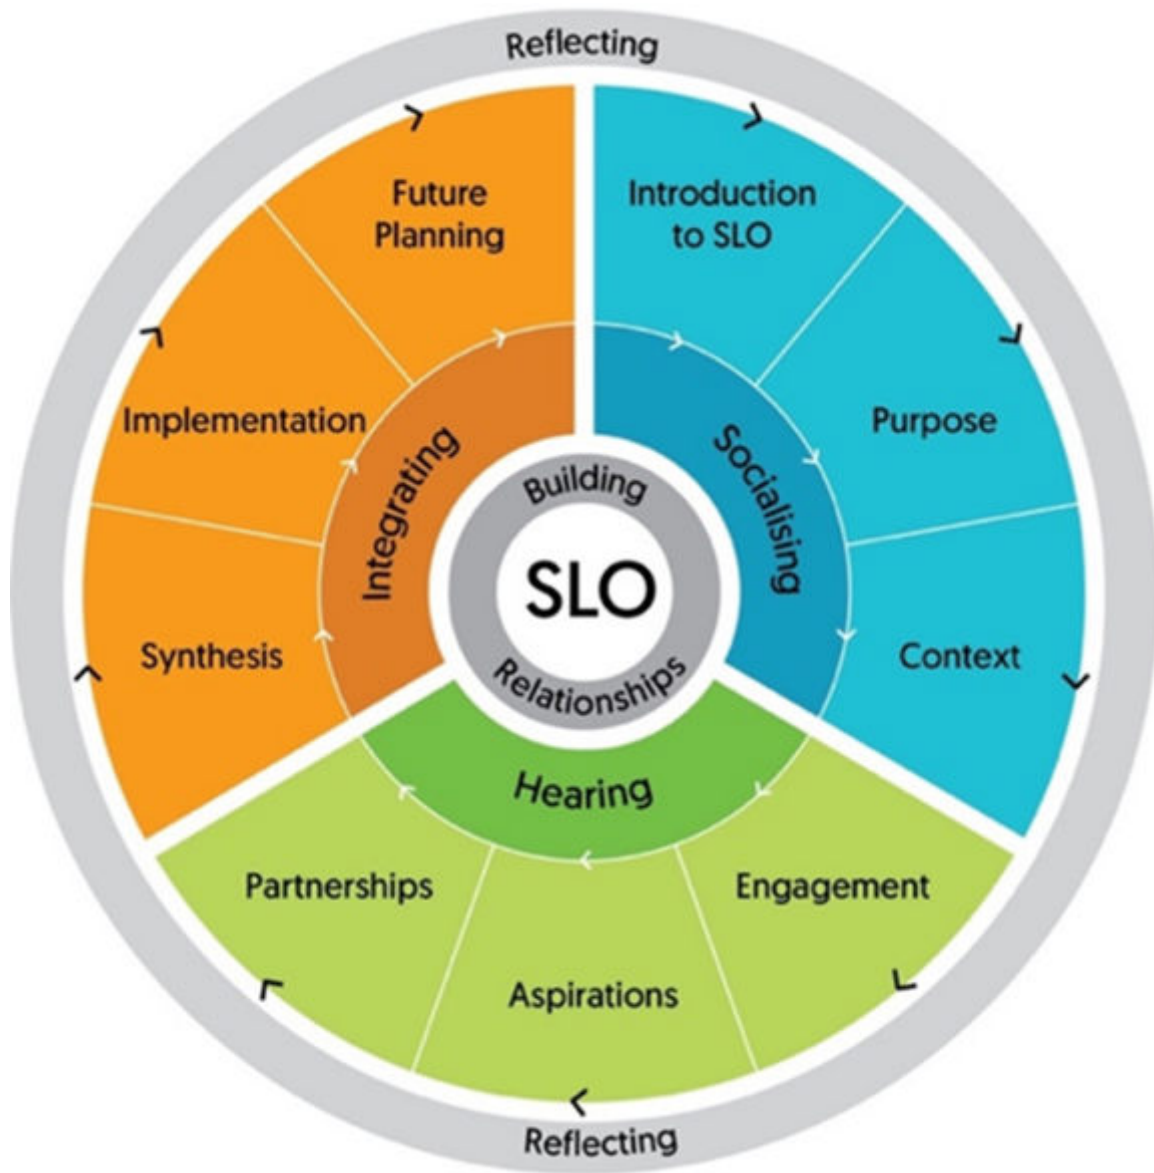 Reflecting
Future
Planning
Introduction
to SLO
Implementation
Purpose
Integrating
Socialising
Building
SLO
Relationships
Synthesis
Context
Hearing
Partnerships
Engagement
Aspirations
Reflecting